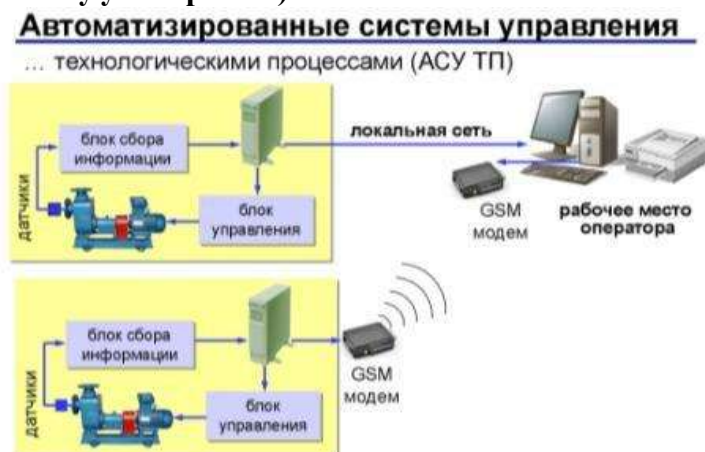 Автоматизированные системы управления
... технологическими процессами (АСУ ТП)
блок сбора
информации
локальная сеть
датчики
блок
управления
GSM
модем
рабочее место
оператора
блок сбора
информации
датчики
блок
управления
GSM
модем